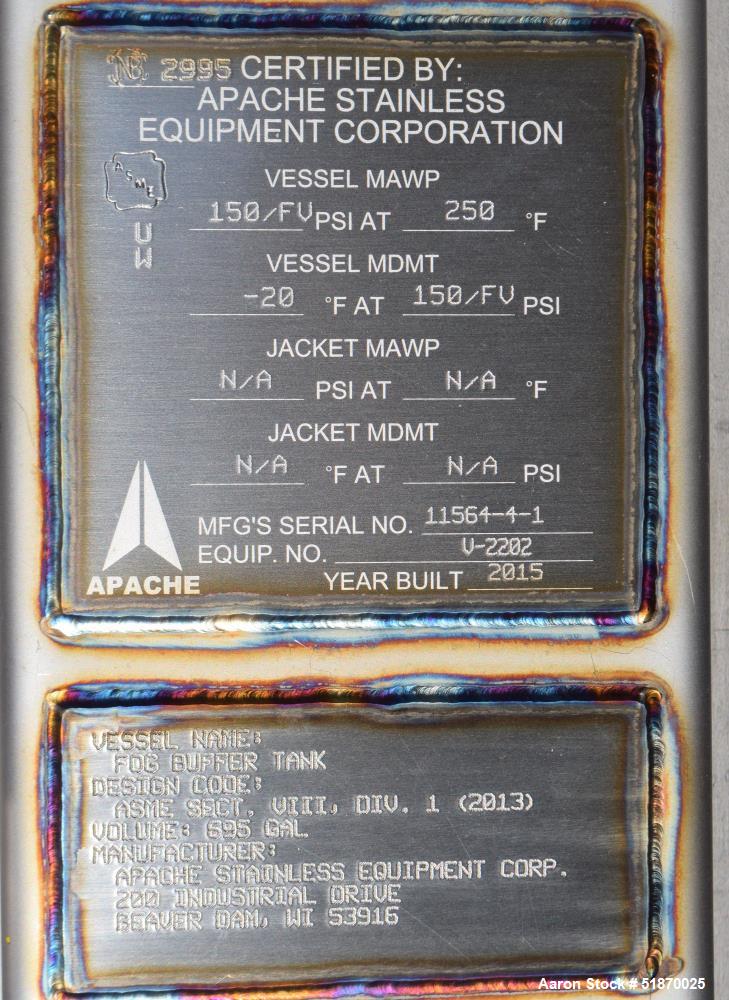 NB 2995 CERTIFIED BY:
APACHE STAINLESS
EQUIPMENT CORPORATION
ASME
U
W
VESSEL MAWP
150/FV PSI AT 250 °F
VESSEL MDMT
-20 °F AT 150/FV PSI
JACKET MAWP
N/A PSI AT N/A °F
JACKET MDMT
N/A °F AT N/A PSI
MFG'S SERIAL NO. 11564-4-1
EQUIP. NO. V-2202
YEAR BUILT 2015
APACHE
VESSEL NAME:
FOG BUFFER TANK
DESIGN CODE:
ASME SECT. VIII, DIV. 1 (2013)
VOLUME: 695 GAL
MANUFACTURER:
APACHE STAINLESS EQUIPMENT CORP.
200 INDUSTRIAL DRIVE
BEAVER DAM, WI 53916
Aaron Stock # 51870025